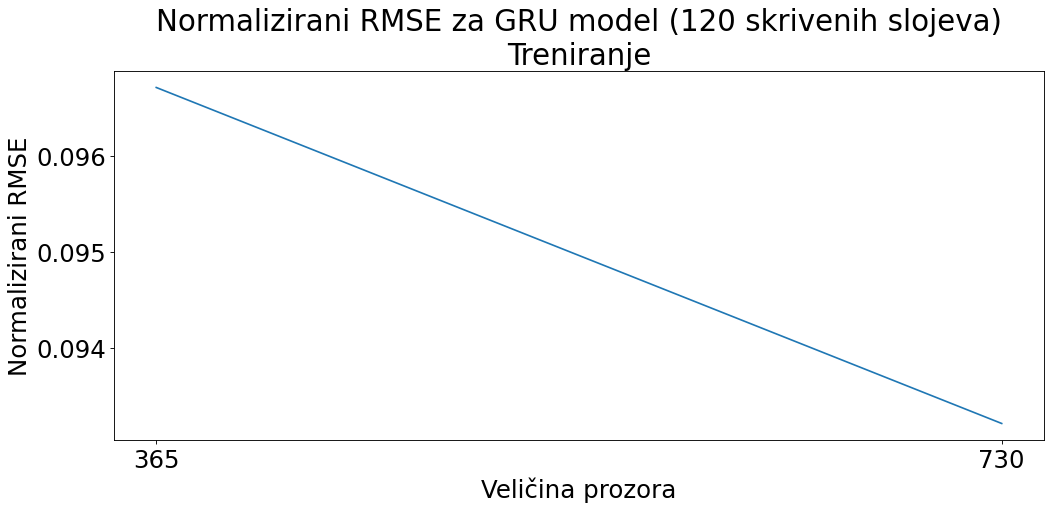 Normalizirani RMSE za GRU model (120 skrivenih slojeva)
Treniranje
Normalizirani RMSE
0.096
0.095
0.094
365
730
Veličina prozora